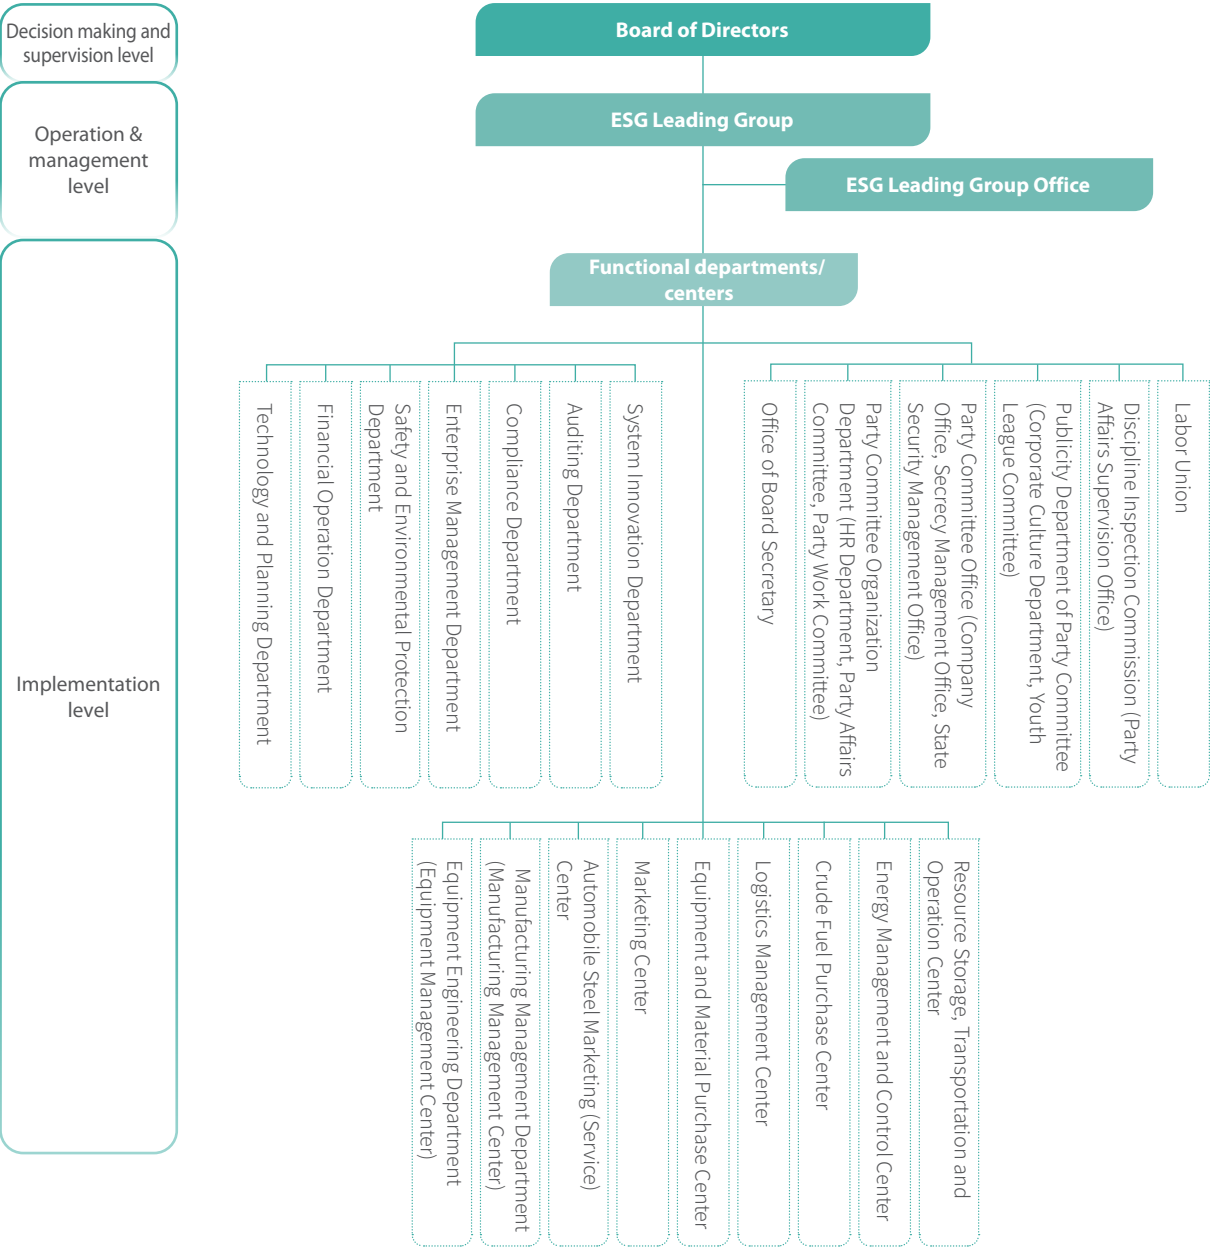 Decision making and
supervision level
Board of Directors
Operation &
management
level
ESG Leading Group
ESG Leading Group Office
Implementation
level
Functional departments/
centers
Technology and Planning Department
Financial Operation Department
Safety and Environmental Protection
Department
Enterprise Management Department
Compliance Department
Auditing Department
System Innovation Department
Office of Board Secretary
Party Committee Organization
Department (HR Department, Party Affairs
Committee, Party Work Committee)
Party Committee Office (Company
Office, Secrecy Management Office, State
Security Management Office)
Publicity Department of Party Committee
(Corporate Culture Department, Youth
League Committee)
Discipline Inspection Commission (Party
Affairs Supervision Office)
Labor Union
Equipment Engineering Department
(Equipment Management Center)
Manufacturing Management Department
(Manufacturing Management Center)
Automobile Steel Marketing (Service)
Center
Marketing Center
Equipment and Material Purchase Center
Logistics Management Center
Crude Fuel Purchase Center
Energy Management and Control Center
Resource Storage, Transportation and
Operation Center